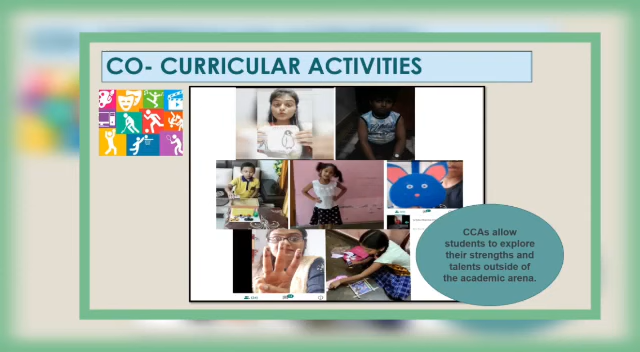 CO- CURRICULAR ACTIVITIES
CCAs allow
students to explore
their strengths and
talents outside of
the academic arena.